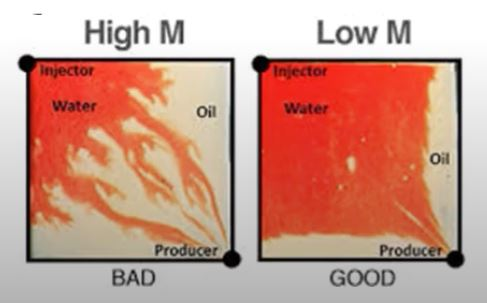 High M
Injector
Water
Oil
Producer
BAD
Low M
Injector
Water
Oil
Producer
GOOD